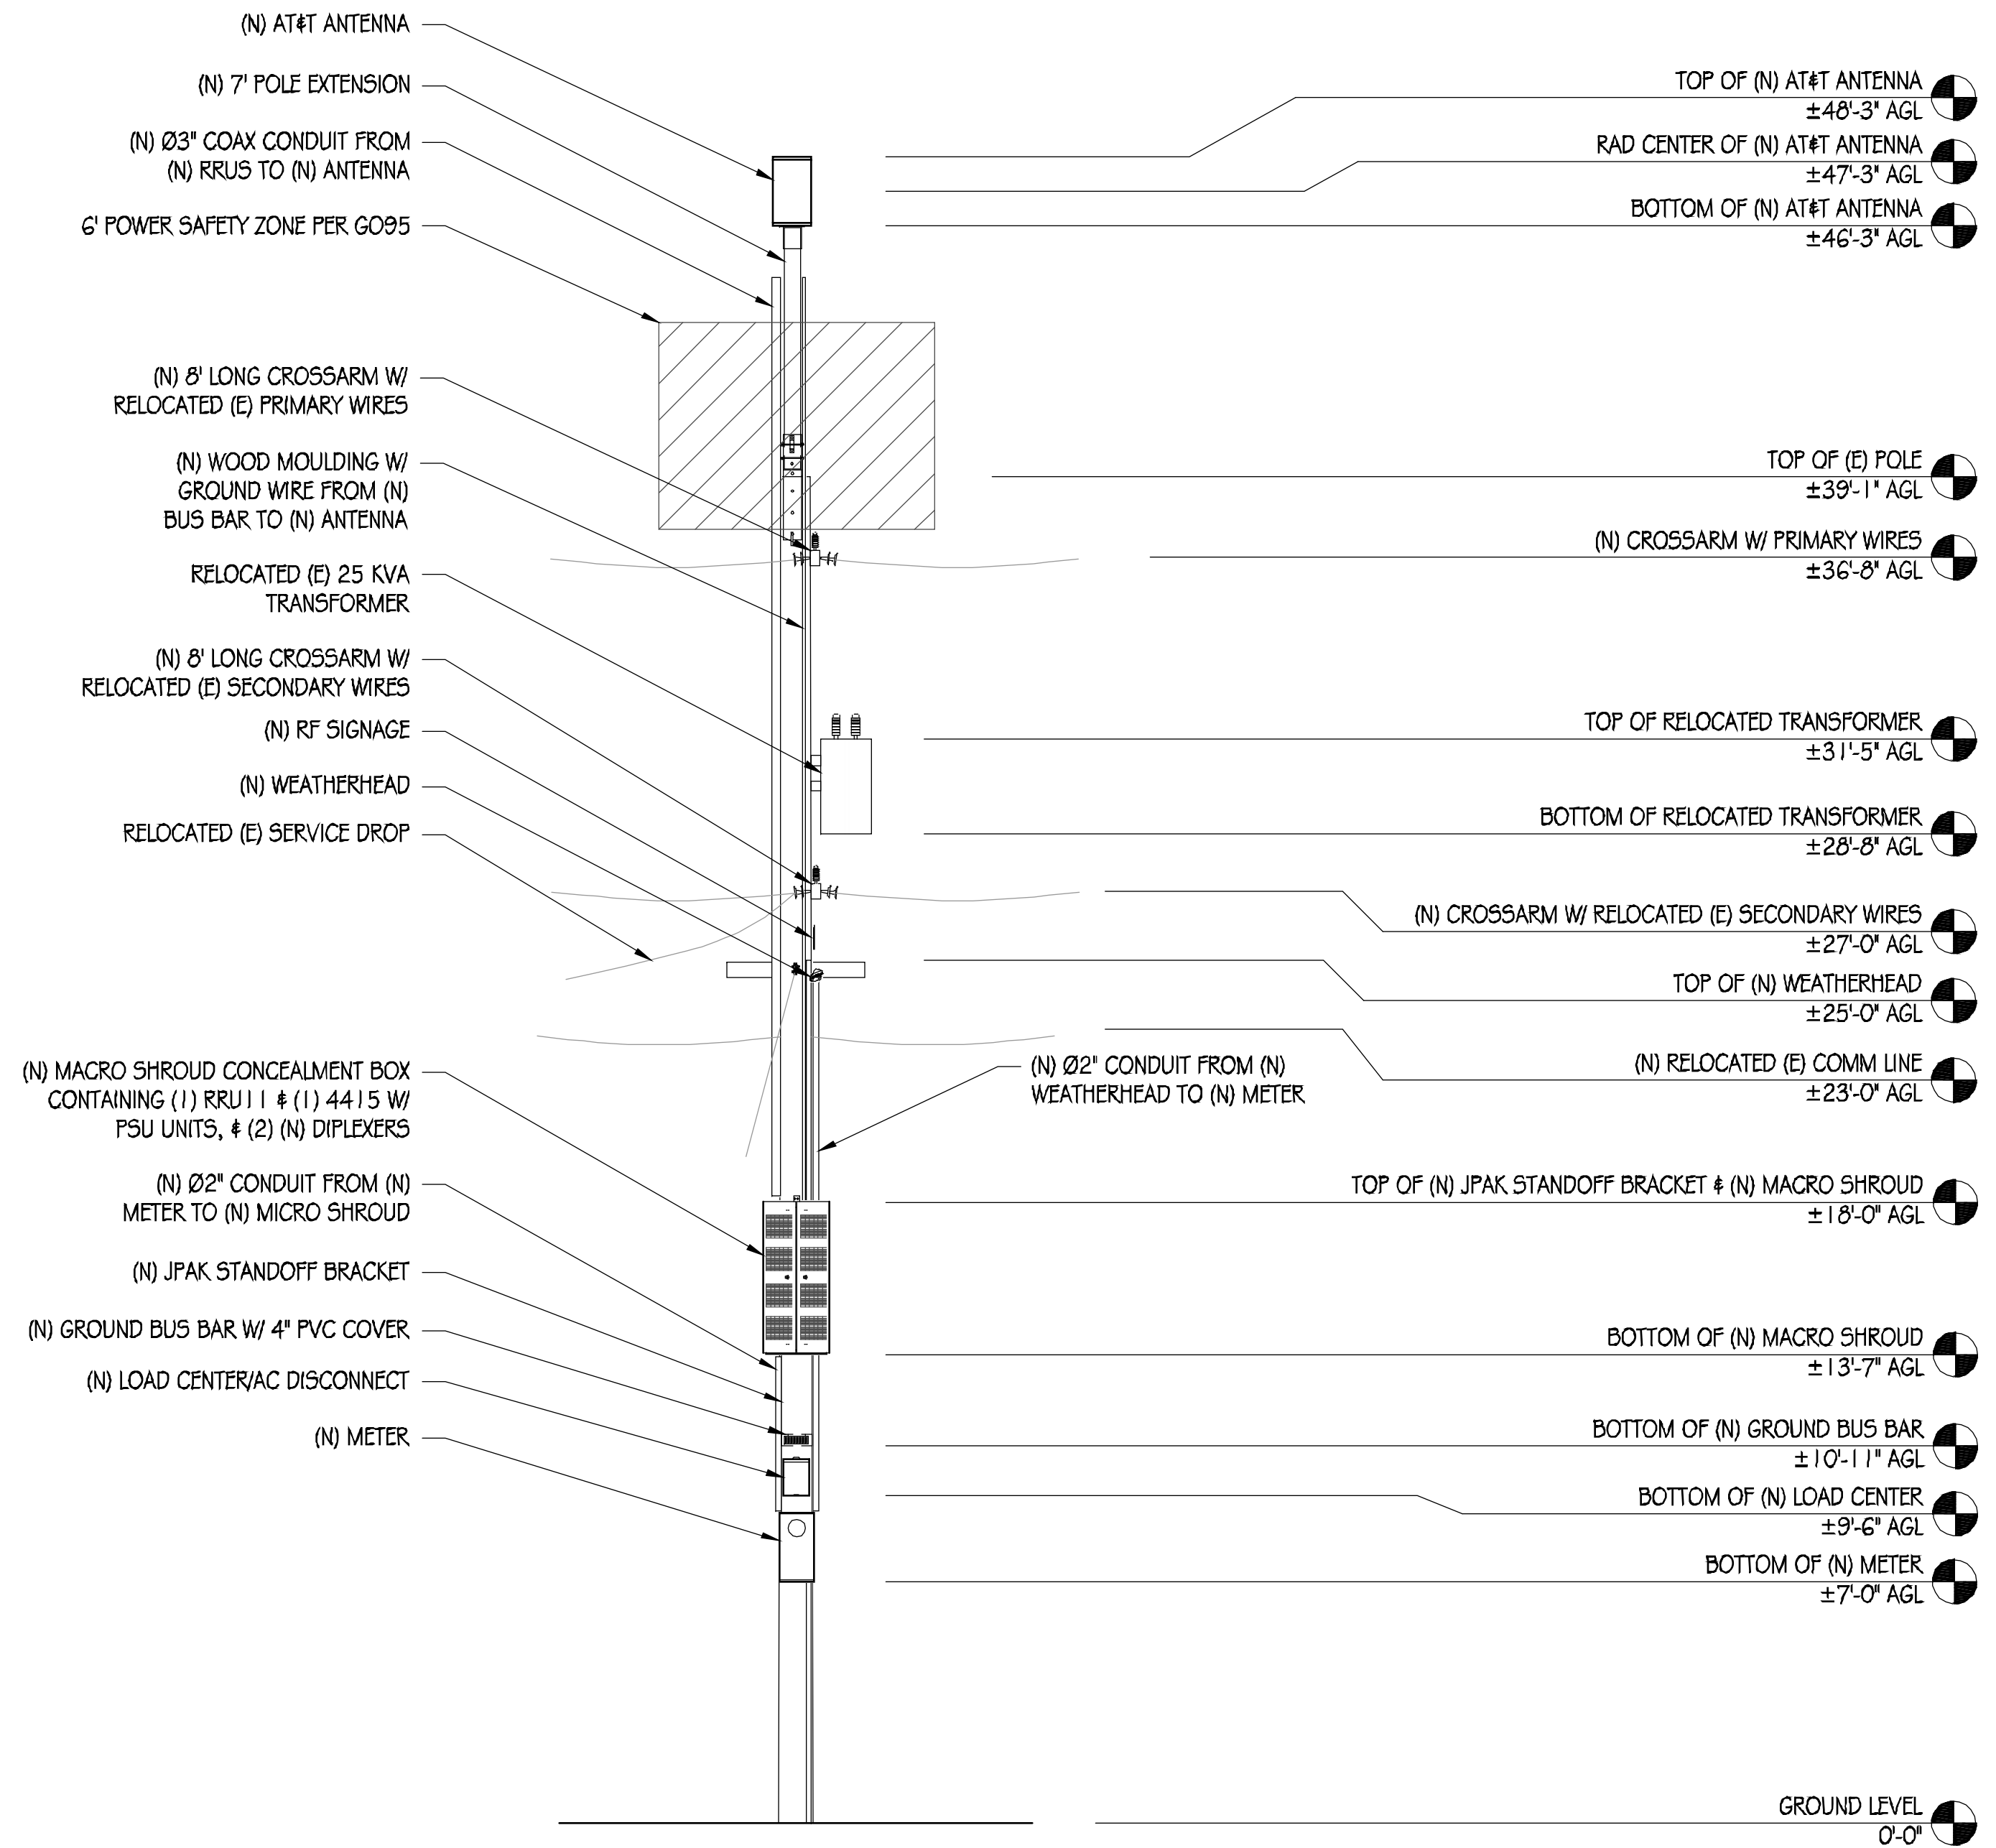 (N) AT&T ANTENNA
(N) 7' POLE EXTENSION
(N) Ø3" COAX CONDUIT FROM
(N) RRUS TO (N) ANTENNA
6' POWER SAFETY ZONE PER GO95
(N) 8' LONG CROSSARM W/
RELOCATED (E) PRIMARY WIRES
(N) WOOD MOULDING W/
GROUND WIRE FROM (N)
BUS BAR TO (N) ANTENNA
RELOCATED (E) 25 KVA
TRANSFORMER
(N) 8' LONG CROSSARM W/
RELOCATED (E) SECONDARY WIRES
(N) RF SIGNAGE
(N) WEATHERHEAD
RELOCATED (E) SERVICE DROP
(N) MACRO SHROUD CONCEALMENT BOX
CONTAINING (1) RRU11 & (1) 4415 W/
PSU UNITS, & (2) (N) DIPLEXERS
(N) Ø2" CONDUIT FROM (N)
METER TO (N) MICRO SHROUD
(N) JPAK STANDOFF BRACKET
(N) GROUND BUS BAR W/ 4" PVC COVER
(N) LOAD CENTER/AC DISCONNECT
(N) METER
(N) Ø2" CONDUIT FROM (N)
WEATHERHEAD TO (N) METER
TOP OF (N) AT&T ANTENNA
±48'-3" AGL
RAD CENTER OF (N) AT&T ANTENNA
±47'-3" AGL
BOTTOM OF (N) AT&T ANTENNA
±46'-3" AGL
TOP OF (E) POLE
±39'-1" AGL
(N) CROSSARM W/ PRIMARY WIRES
±36'-8" AGL
TOP OF RELOCATED TRANSFORMER
±31'-5" AGL
BOTTOM OF RELOCATED TRANSFORMER
±28'-8" AGL
(N) CROSSARM W/ RELOCATED (E) SECONDARY WIRES
±27'-0" AGL
TOP OF (N) WEATHERHEAD
±25'-0" AGL
(N) RELOCATED (E) COMM LINE
±23'-0" AGL
TOP OF (N) JPAK STANDOFF BRACKET & (N) MACRO SHROUD
±18'-0" AGL
BOTTOM OF (N) MACRO SHROUD
±13'-7" AGL
BOTTOM OF (N) GROUND BUS BAR
±10'-11" AGL
BOTTOM OF (N) LOAD CENTER
±9'-6" AGL
BOTTOM OF (N) METER
±7'-0" AGL
GROUND LEVEL
0'-0"